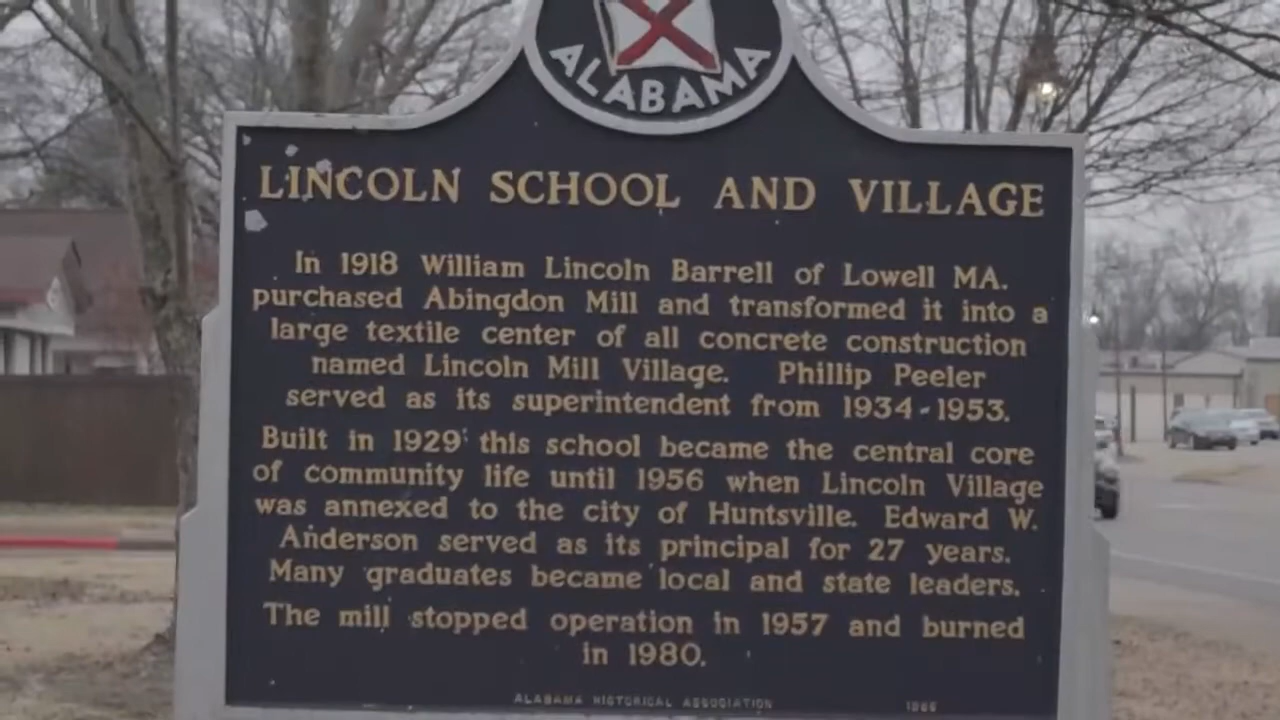 ALABAMA
LINCOLN SCHOOL AND VILLAGE
In 1918 William Lincoln Barrell of Lowell MA.
purchased Abingdon Mill and transformed it into a
large textile center of all concrete construction
named Lincoln Mill Village. Phillip Peeler
served as its superintendent from 1934-1953.
Built in 1929 this school became the central core
of community life until 1956 when Lincoln Village
was annexed to the city of Huntsville. Edward W.
Anderson served as its principal for 27 years.
Many graduates became local and state leaders.
The mill stopped operation in 1957 and burned
in 1980.
ALABAMA HISTORICAL ASSOCIATION